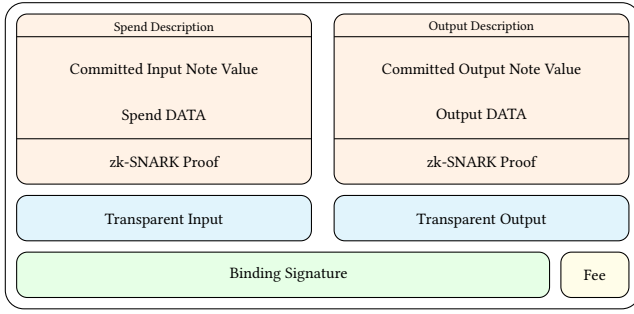 Spend Description
Output Description
Committed Input Note Value
Committed Output Note Value
Spend DATA
Output DATA
zk-SNARK Proof
zk-SNARK Proof
Transparent Input
Transparent Output
Binding Signature
Fee